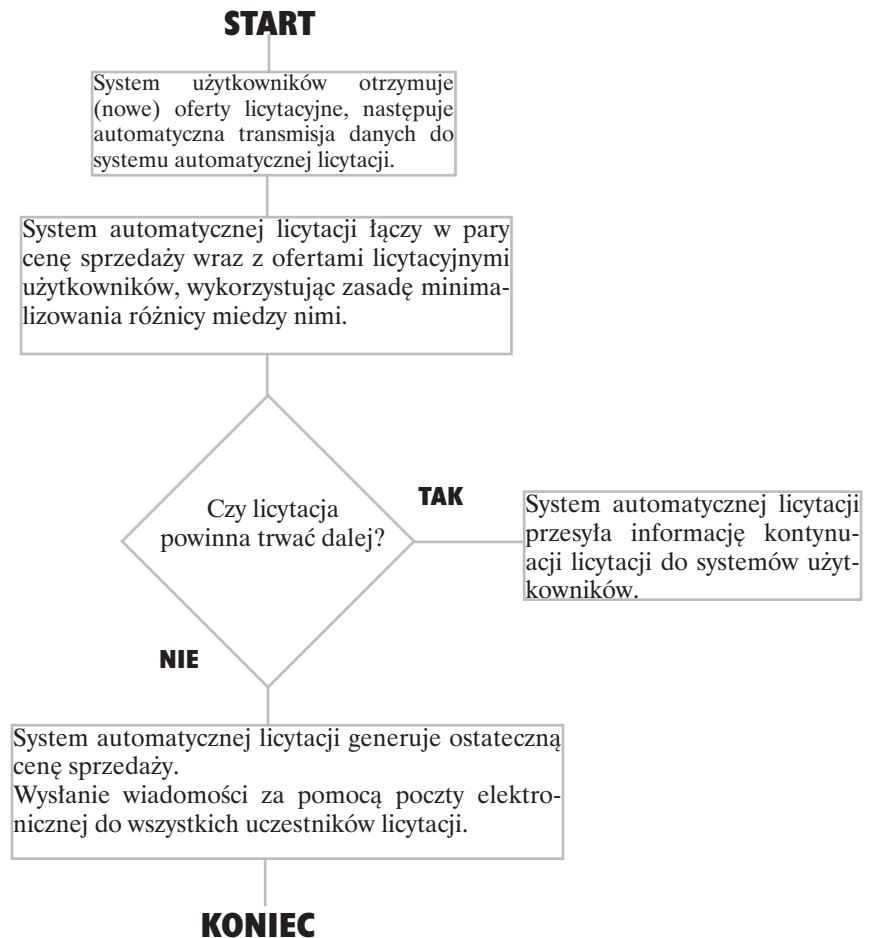 START
System użytkowników otrzymuje
(nowe) oferty licytacyjne, następuje
automatyczna transmisja danych do
systemu automatycznej licytacji.
System automatycznej licytacji łączy w pary
cenę sprzedaży wraz z ofertami licytacyjnymi
użytkowników, wykorzystując zasadę minima-
lizowania różnicy miedzy nimi.
Czy licytacja
powinna trwać dalej?
TAK
System automatycznej licytacji
przesyła informację kontynu-
acji licytacji do systemów użyt-
kowników.
NIE
System automatycznej licytacji generuje ostateczną
cenę sprzedaży.
Wysłanie wiadomości za pomocą poczty elektro-
nicznej do wszystkich uczestników licytacji.
KONIEC